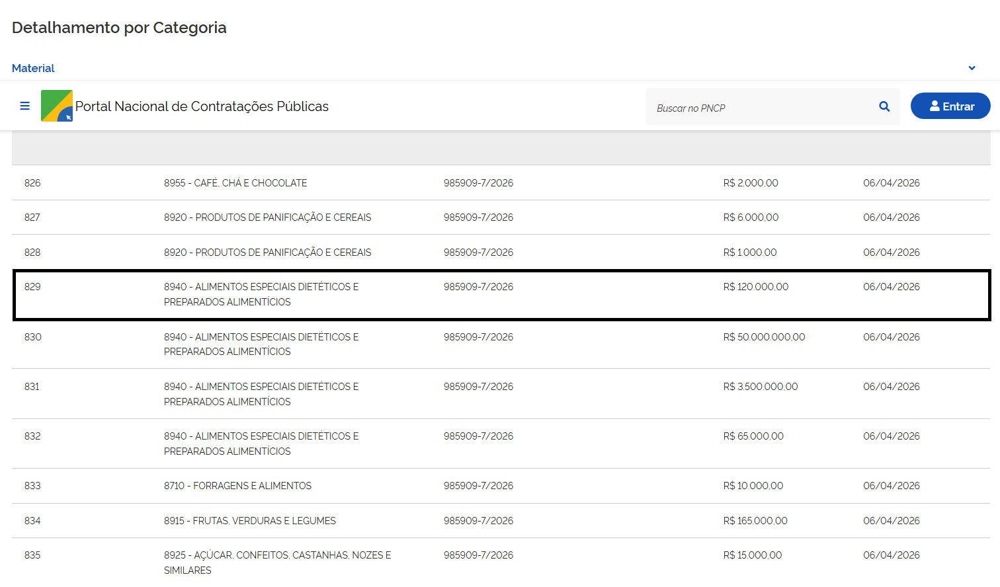 Detalhamento por Categoria
Material
Portal Nacional de Contratações Públicas
Buscar no PNCP
Entrar
826 8955 - CAFÉ, CHÁ E CHOCOLATE 985909-7/2026 R$ 2.000,00 06/04/2026
827 8920 - PRODUTOS DE PANIFICAÇÃO E CEREAIS 985909-7/2026 R$ 6.000,00 06/04/2026
828 8920 - PRODUTOS DE PANIFICAÇÃO E CEREAIS 985909-7/2026 R$ 1.000,00 06/04/2026
829 8940 - ALIMENTOS ESPECIAIS DIETÉTICOS E 985909-7/2026 R$ 120.000,00 06/04/2026
PREPARADOS ALIMENTÍCIOS
830 8940 - ALIMENTOS ESPECIAIS DIETÉTICOS E 985909-7/2026 R$ 50.000.000,00 06/04/2026
PREPARADOS ALIMENTÍCIOS
831 8940 - ALIMENTOS ESPECIAIS DIETÉTICOS E 985909-7/2026 R$ 3.500.000,00 06/04/2026
PREPARADOS ALIMENTÍCIOS
832 8940 - ALIMENTOS ESPECIAIS DIETÉTICOS E 985909-7/2026 R$ 65.000,00 06/04/2026
PREPARADOS ALIMENTÍCIOS
833 8710 - FORRAGENS E ALIMENTOS 985909-7/2026 R$ 10.000,00 06/04/2026
834 8915 - FRUTAS, VERDURAS E LEGUMES 985909-7/2026 R$ 165.000,00 06/04/2026
835 8925 - AÇÚCAR, CONFEITOS, CASTANHAS, NOZES E 985909-7/2026 R$ 15.000,00 06/04/2026
SIMILARES